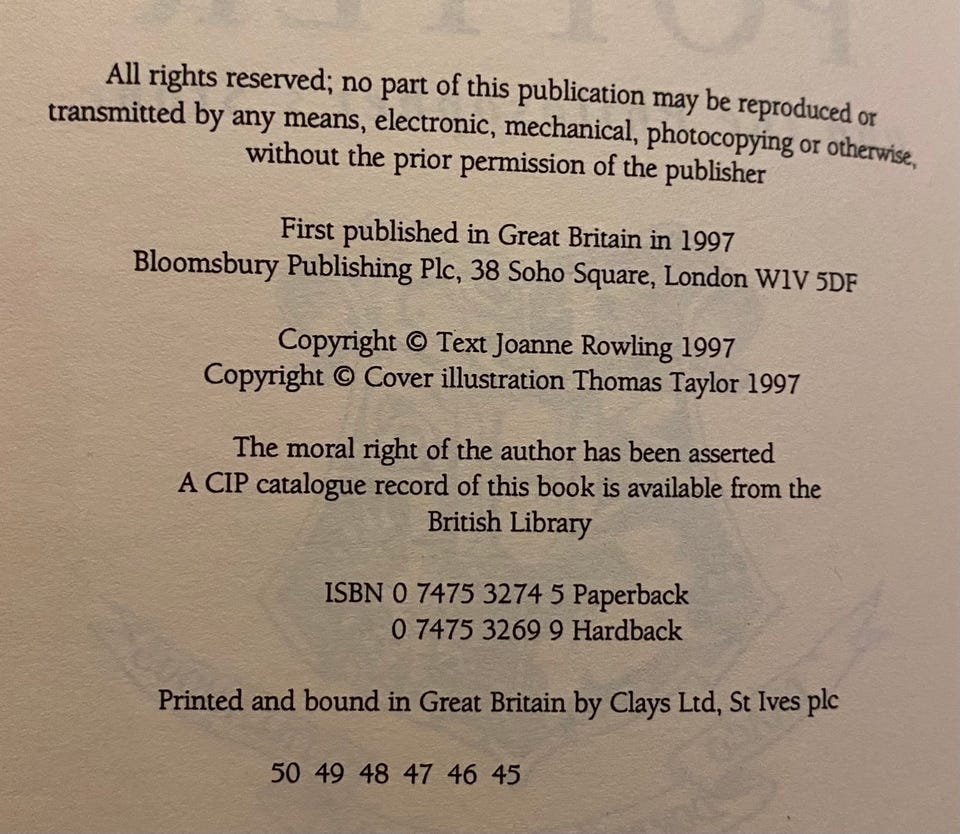 All rights reserved; no part of this publication may be reproduced or
transmitted by any means, electronic, mechanical, photocopying or otherwise,
without the prior permission of the publisher
First published in Great Britain in 1997
Bloomsbury Publishing Plc, 38 Soho Square, London W1V 5DF
Copyright © Text Joanne Rowling 1997
Copyright © Cover illustration Thomas Taylor 1997
The moral right of the author has been asserted
A CIP catalogue record of this book is available from the
British Library
ISBN 0 7475 3274 5 Paperback
0 7475 3269 9 Hardback
Printed and bound in Great Britain by Clays Ltd, St Ives plc
50 49 48 47 46 45